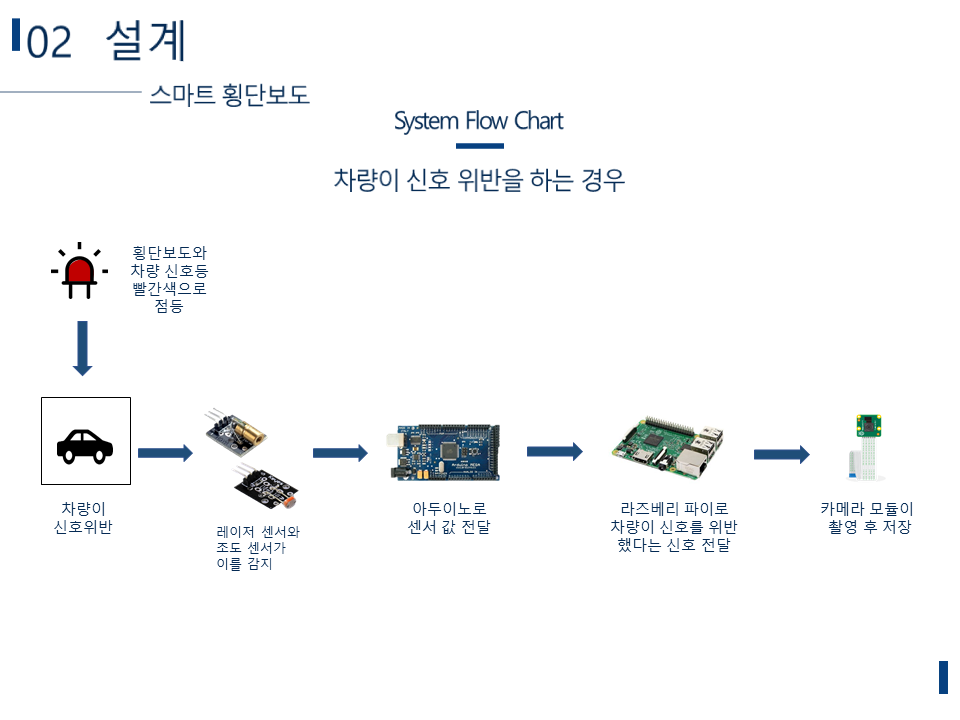 02 설계
스마트 횡단보도
System Flow Chart
차량이 신호 위반을 하는 경우
횡단보도와
차량 신호등
빨간색으로
점등
차량이
신호위반
레이저 센서와
조도 센서가
이를 감지
아두이노로
센서 값 전달
라즈베리 파이로
차량이 신호를 위반
했다는 신호 전달
카메라 모듈이
촬영 후 저장